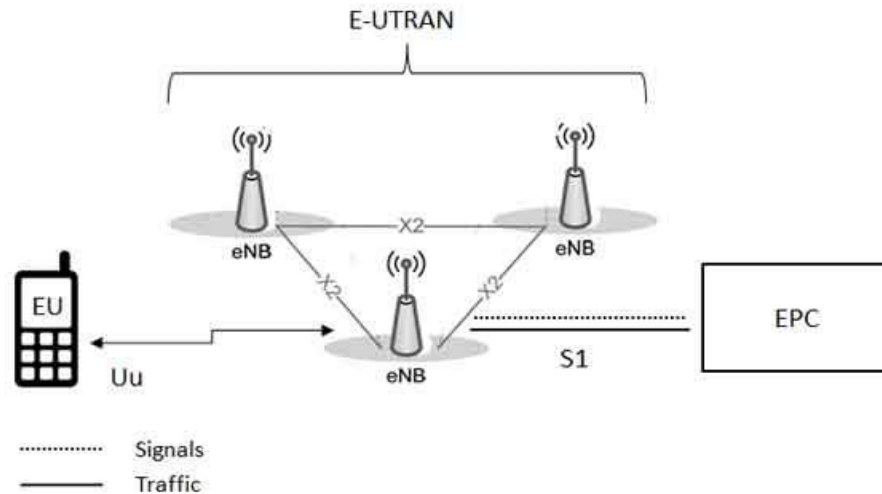 E-UTRAN
X2
eNB
eNB
X2
X2
EU
EPC
S1
Uu
eNB
Signals
Traffic